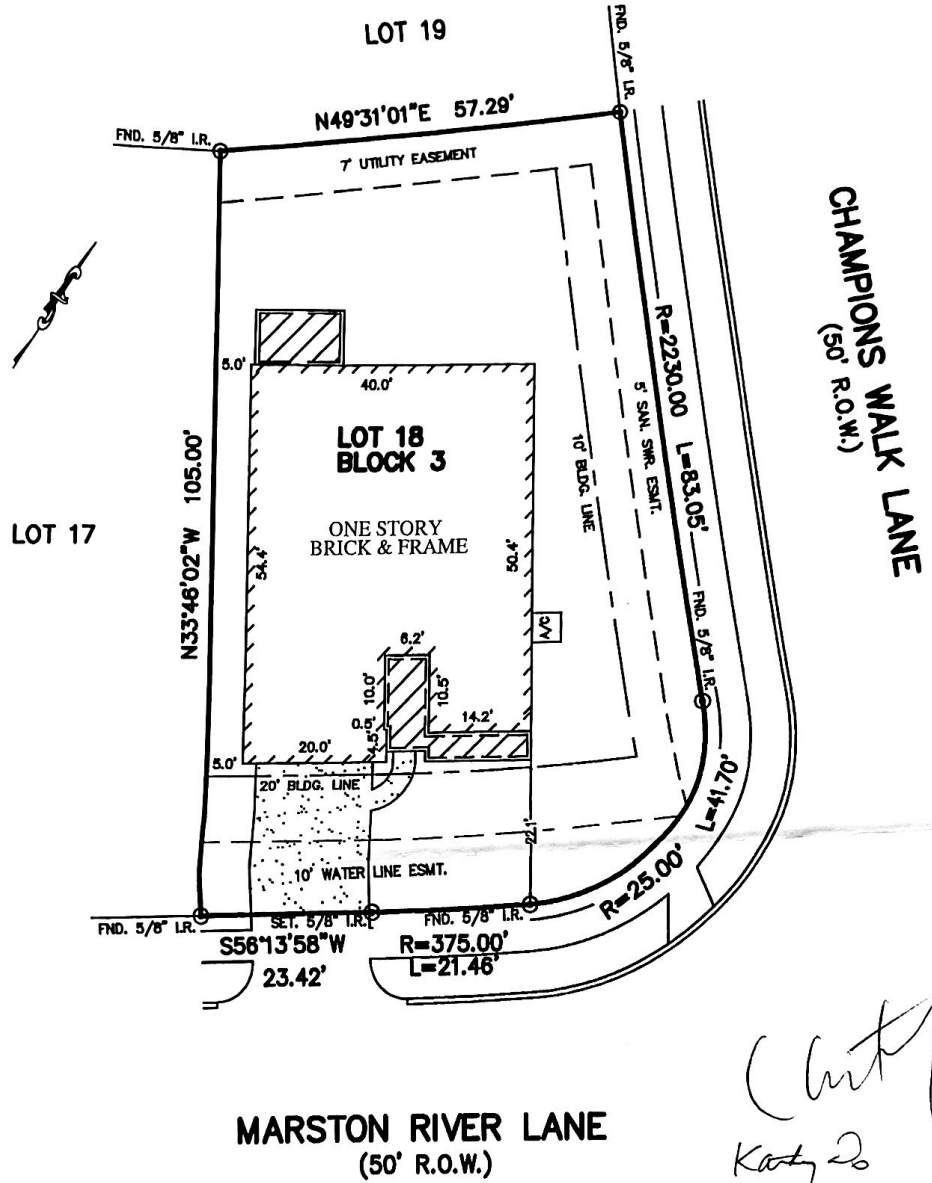 LOT 19
FND. 5/8" I.R.
N49°31'01"E 57.29'
FND. 5/8" I.R.
7' UTILITY EASEMENT
CHAMPIONS WALK LANE
(50' R.O.W.)
R=2230.00 L=83.05'
5' SAN. SWR. ESMT.
10' BLDG. LINE
5.0'
40.0'
LOT 18
BLOCK 3
ONE STORY
BRICK & FRAME
LOT 17
N33°46'02"W 105.00'
54.4'
50.4'
A/C
6.2'
10.0'
10.5'
FND. 5/8" I.R.
0.5'
4.5'
14.2'
20.0'
5.0'
20' BLDG. LINE
22.1'
L=41.70'
R=25.00'
10' WATER LINE ESMT.
FND. 5/8" I.R.
SET. 5/8" I.R.
FND. 5/8" I.R.
S56°13'58"W
23.42'
R=375.00'
L=21.46'
MARSTON RIVER LANE
(50' R.O.W.)